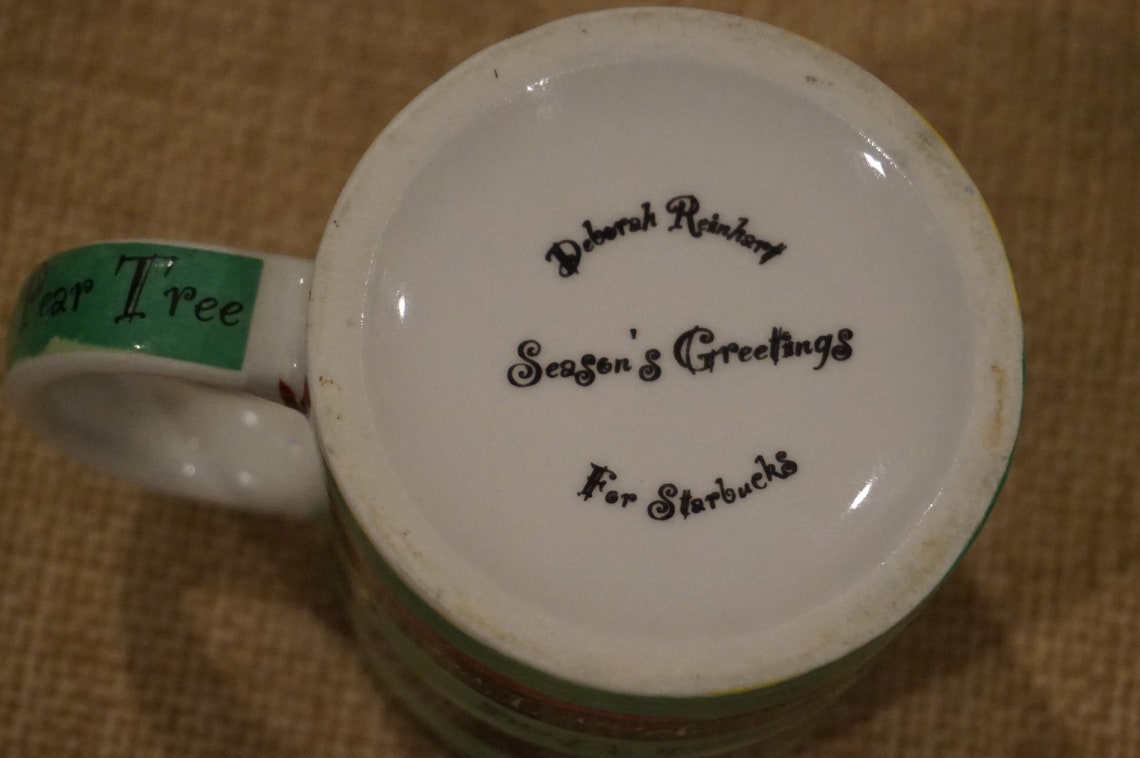 Deborah Reinhart
Season's Greetings
For Starbucks
Tree